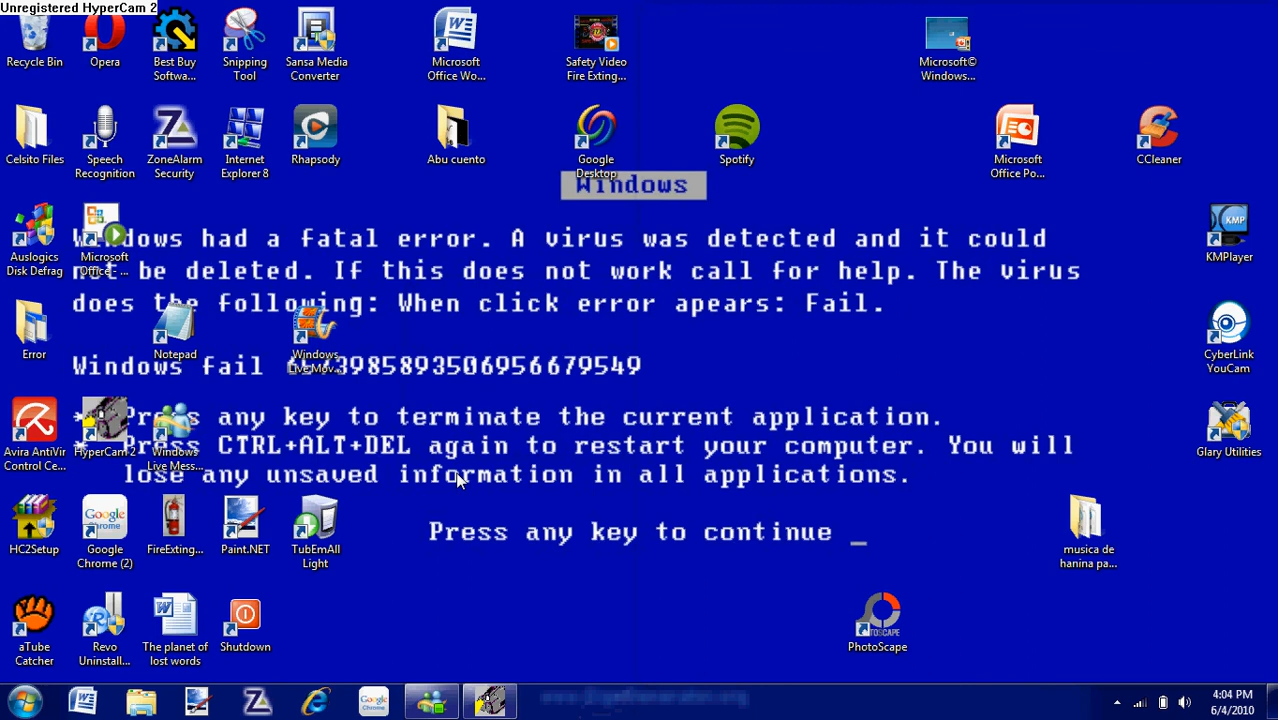 Unregistered HyperCam 2
Recycle Bin
Opera
Best Buy Softwa...
Snipping Tool
Sansa Media Converter
Microsoft Office Wo...
Safety Video Fire Exting...
Microsoft© Windows...
Celsito Files
Speech Recognition
ZoneAlarm Security
Internet Explorer 8
Rhapsody
Abu cuento
Google Desktop
Spotify
Microsoft Office Po...
CCleaner
Windows
Windows had a fatal error. A virus was detected and it could
not be deleted. If this does not work call for help. The virus
does the following: When click error apears: Fail.
Auslogics Disk Defrag
Microsoft Office - ...
KMP
KMPlayer
Error
Notepad
Windows Live Mov...
CyberLink YouCam
Windows fail
* Press any key to terminate the current application.
* Press CTRL+ALT+DEL again to restart your computer. You will
lose any unsaved information in all applications.
Avira AntiVir Control Ce...
HyperCam 2
Windows Live Mess...
Glary Utilities
Press any key to continue _
HC2Setup
Google Chrome (2)
FireExting...
Paint.NET
TubEmAll Light
musica de hanina pa...
aTube Catcher
Revo Uninstall...
The planet of lost words
Shutdown
PHOTOSCAPE
PhotoScape
4:04 PM
6/4/2010